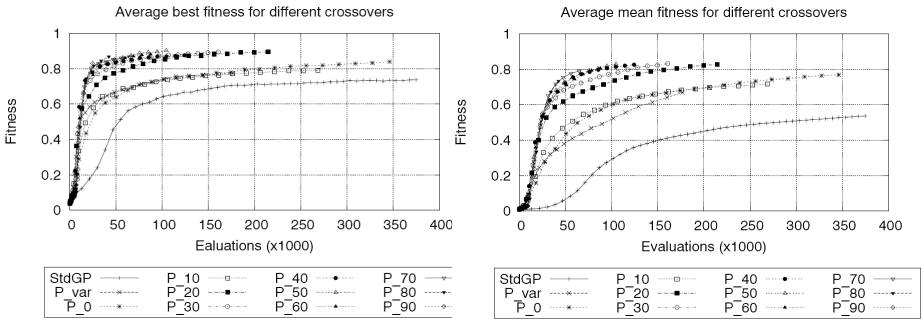 Average best fitness for different crossovers
1
0.8
0.6
0.4
0.2
0
Fitness
0 50 100 150 200 250 300 350 400
Ealuations (x1000)
StdGP P_10 P_40 P_70
P_var P_20 P_50 P_80
P_0 P_30 P_60 P_90
Average mean fitness for different crossovers
1
0.8
0.6
0.4
0.2
0
Fitness
0 50 100 150 200 250 300 350 400
Evaluations (x1000)
StdGP P_10 P_40 P_70
P_var P_20 P_50 P_80
P_0 P_30 P_60 P_90